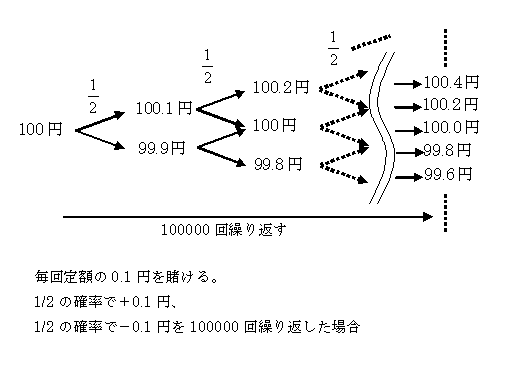 1/2
1/2
1/2
100円
100.1円
99.9円
100.2円
100円
99.8円
100.4円
100.2円
100.0円
99.8円
99.6円
100000 回繰り返す
毎回定額の 0.1 円を賭ける。
1/2 の確率で+0.1 円、
1/2 の確率で-0.1 円を 100000 回繰り返した場合